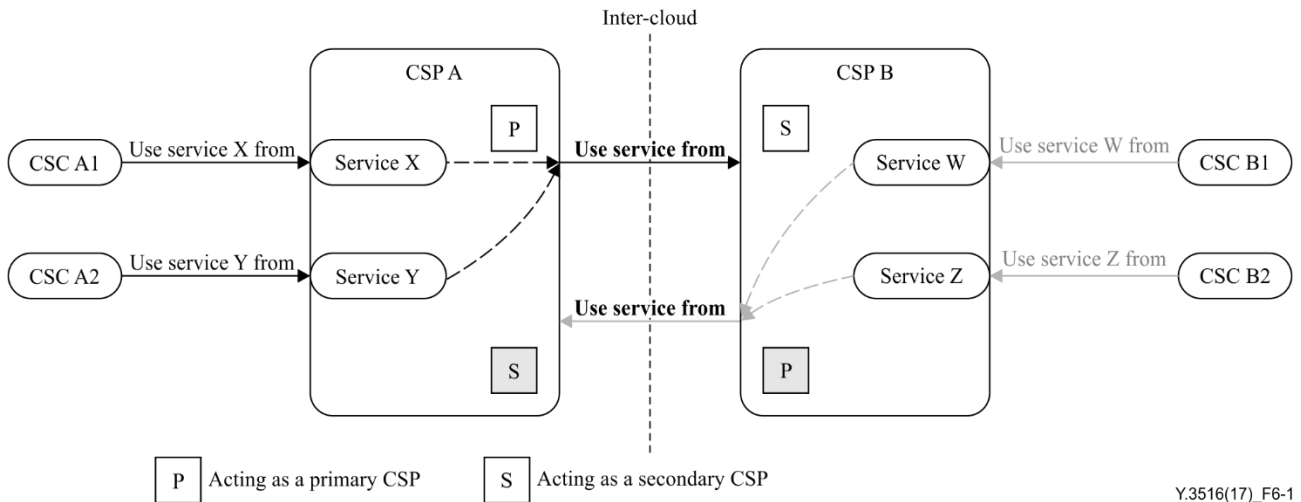 Inter-cloud
CSP A
CSP B
P
S
CSC A1
Use service X from
Service X
Use service from
Service W
Use service W from
CSC B1
CSC A2
Use service Y from
Service Y
Service Z
Use service Z from
CSC B2
Use service from
S
P
P Acting as a primary CSP
S Acting as a secondary CSP
Y.3516(17)_F6-1